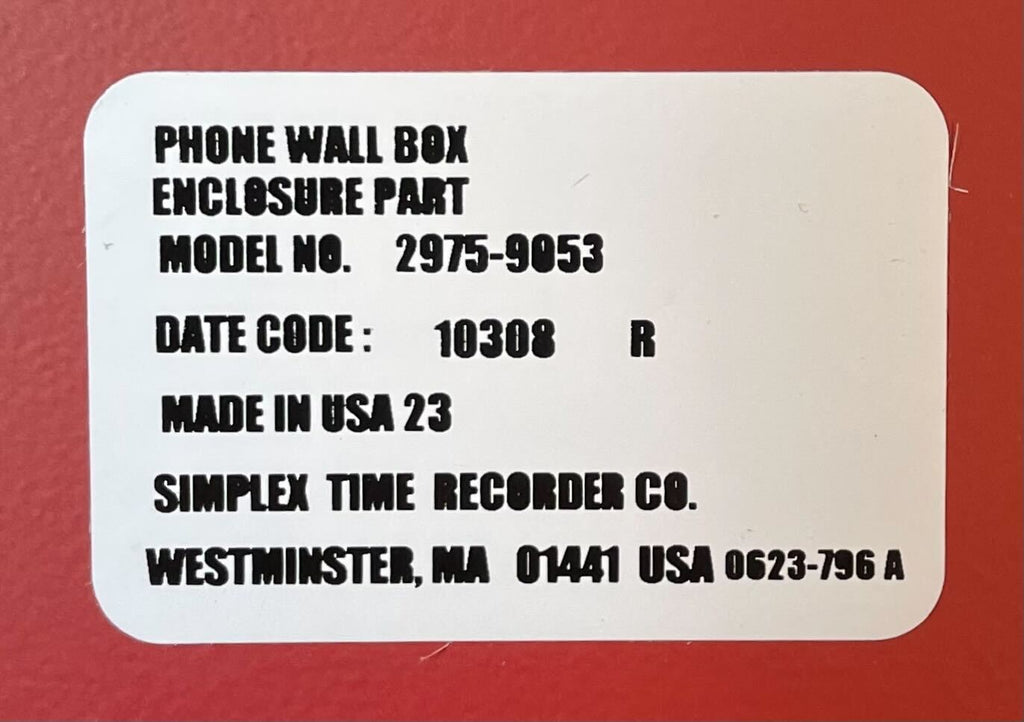 PHONE WALL BOX
ENCLOSURE PART
MODEL NO. 2975-9053
DATE CODE: 10308 R
MADE IN USA 23
SIMPLEX TIME RECORDER CO.
WESTMINSTER, MA 01441 USA 0623-796 A